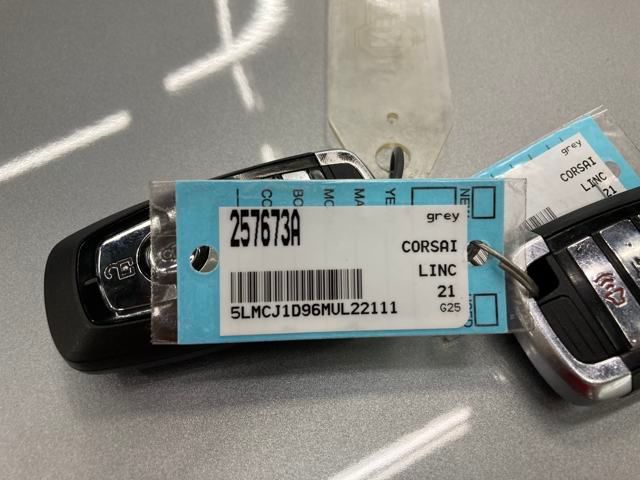 257673A
grey
CORSAI
LINC
21
G25
5LMCJ1D96MUL22111
grey
CORSAI
LINC
21